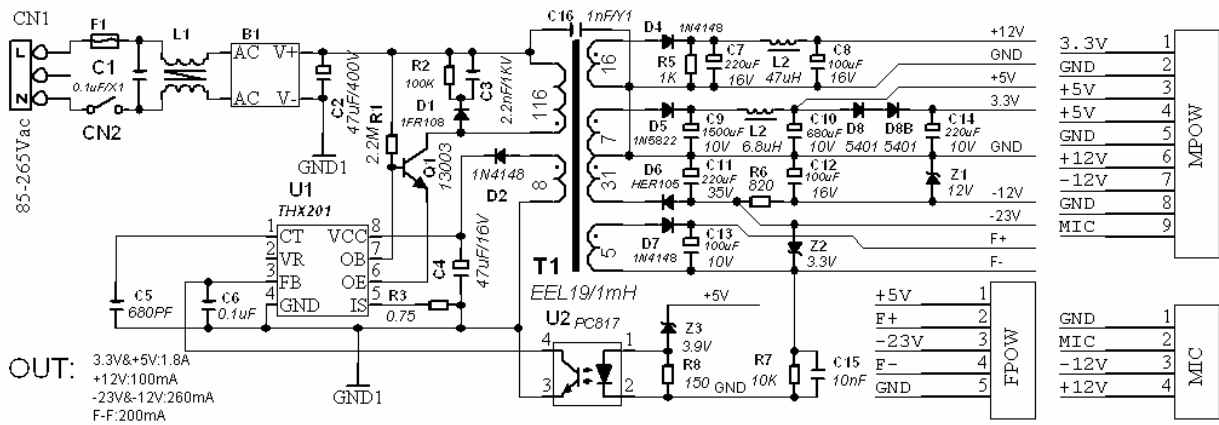 CN1
F1
L
N
85-265Vac
C1
0.1uF/X1
CN2
L1
B1
AC V+
AC V-
C2
47uF/400V
GND1
R1
2.2M
R2
100K
C3
2.2nF/1KV
D1
1FR108
Q1
13003
1N4148
D2
C16
1nF/Y1
116
8
16
7
31
5
T1
EEL19/1mH
U1
THX201
1 CT VCC 8
2 VR OB 7
3 FB OE 6
4 GND IS 5
C4
47uF/16V
R3
0.75
C5
680PF
C6
0.1uF
GND1
U2
PC817
4 1
3 2
D4
1N4148
R5
1K
C7
220uF
16V
L2
47uH
C8
100uF
16V
+12V
GND
+5V
3.3V
D5
1N5822
C9
1500uF
10V
L2
6.8uH
C10
680uF
10V
D8
5401
D8B
5401
C14
220uF
10V
GND
D6
HER105
C11
220uF
35V
R6
820
C12
100uF
16V
Z1
12V
-12V
-23V
D7
1N4148
C13
100uF
10V
Z2
3.3V
F+
F-
+5V
Z3
3.9V
R8
150
GND
R7
10K
C15
10nF
3.3V 1
GND 2
+5V 3
+5V 4
GND 5
+12V 6
-12V 7
GND 8
MIC 9
MPOW
+5V 1
F+ 2
-23V 3
F- 4
GND 5
FPOW
GND 1
MIC 2
-12V 3
+12V 4
MIC
OUT:
3.3V&+5V:1.8A
+12V:100mA
-23V&-12V:260mA
F-F:200mA